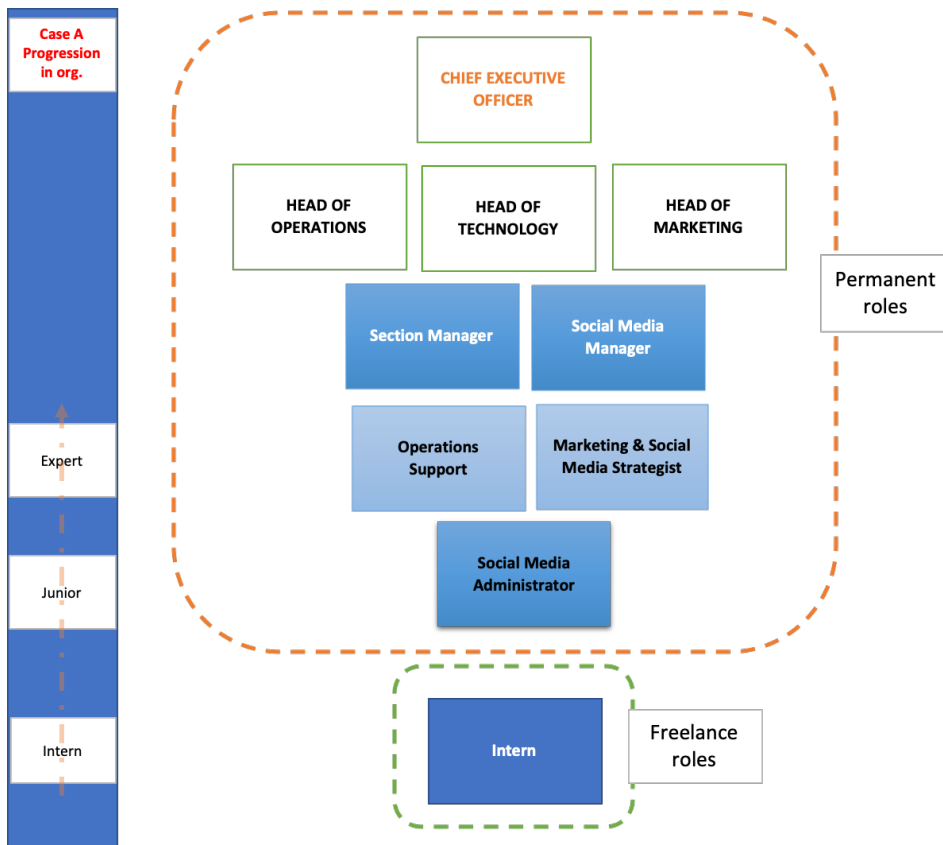 Case A
Progression
in org.
CHIEF EXECUTIVE
OFFICER
HEAD OF
OPERATIONS
HEAD OF
TECHNOLOGY
HEAD OF
MARKETING
Permanent
roles
Section Manager
Social Media
Manager
Expert
Operations
Support
Marketing & Social
Media Strategist
Junior
Social Media
Administrator
Intern
Intern
Freelance
roles